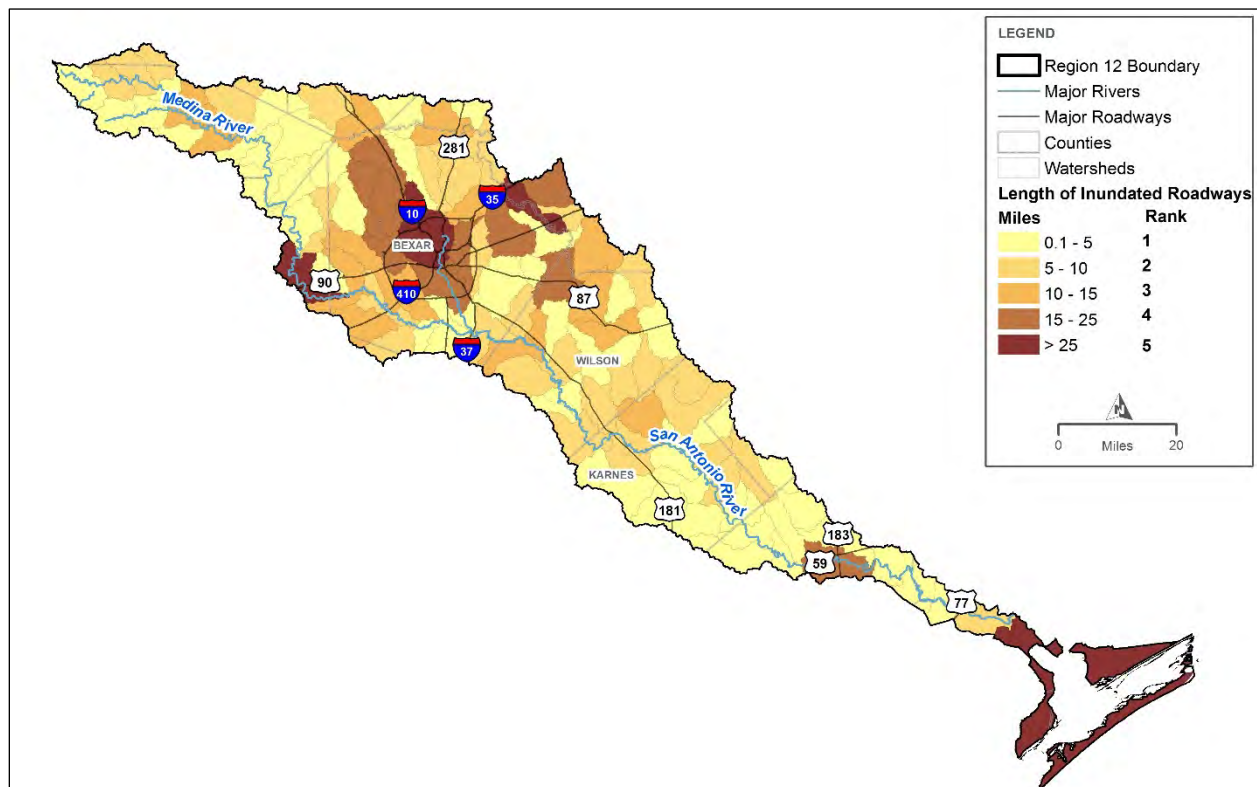 LEGEND
Region 12 Boundary
Major Rivers
Major Roadways
Counties
Watersheds
Length of Inundated Roadways
Miles Rank
0.1 - 5 1
5 - 10 2
10 - 15 3
15 - 25 4
> 25 5
N
0 20
Miles
Medina River
281
35
10
BEXAR
90
410
87
37
WILSON
San Antonio River
KARNES
181
183
59
77